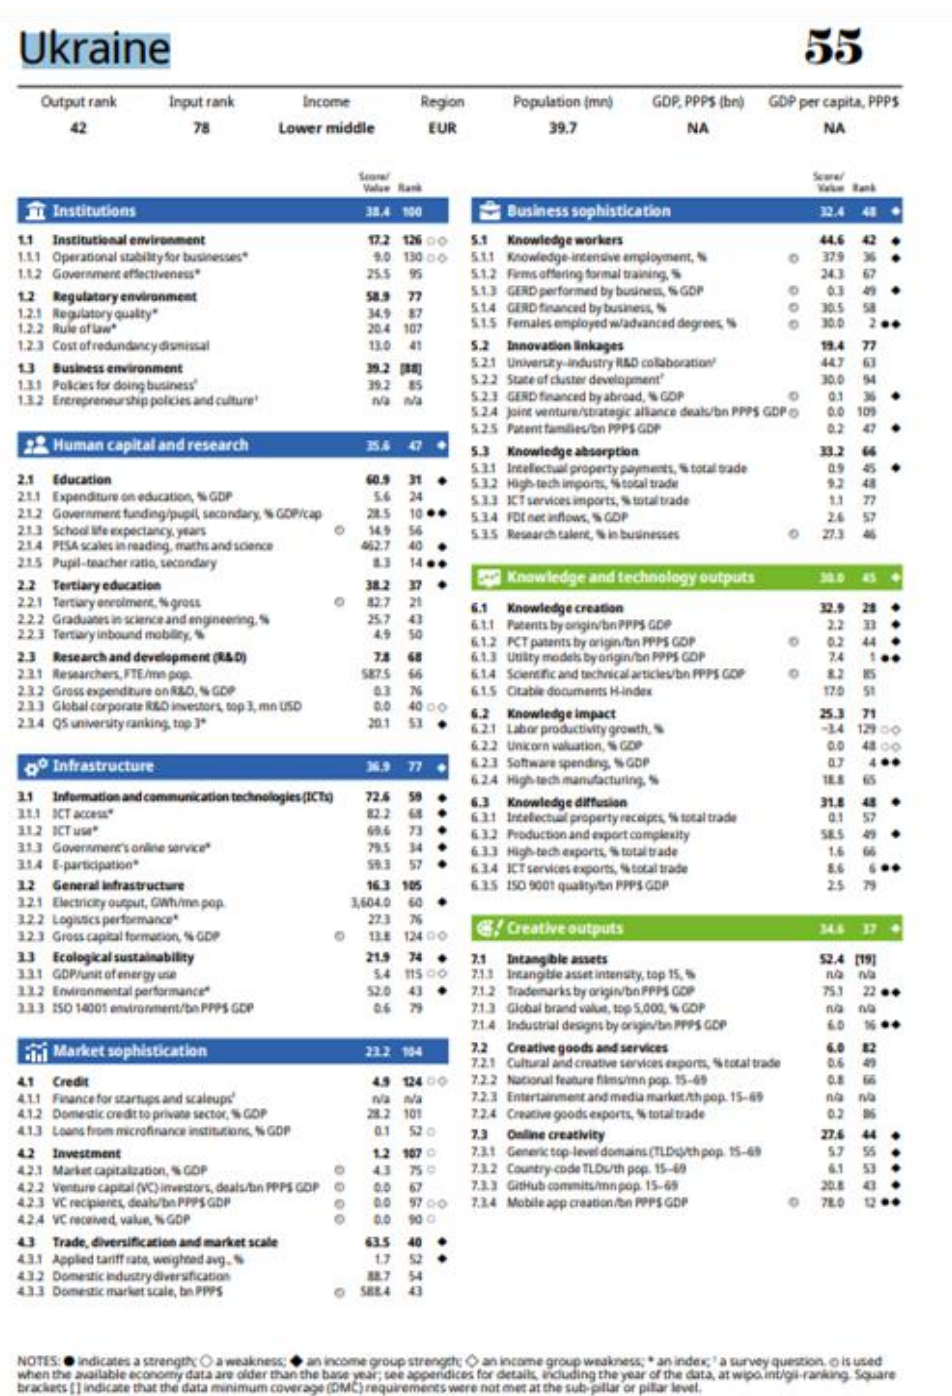 Ukraine 55
Output rank Input rank Income Region Population (mn) GDP, PPP$ (bn) GDP per capita, PPP$
42 78 Lower middle EUR 39.7 NA NA
Score/
Value Rank
Institutions 38.4 100
1.1 Institutional environment 17.2 126 ○◇
1.1.1 Operational stability for businesses* 9.0 130 ○◇
1.1.2 Government effectiveness* 25.5 95
1.2 Regulatory environment 58.9 77
1.2.1 Regulatory quality* 34.9 87
1.2.2 Rule of law* 20.4 107
1.2.3 Cost of redundancy dismissal 13.0 41
1.3 Business environment 39.2 [88]
1.3.1 Policies for doing business† 39.2 85
1.3.2 Entrepreneurship policies and culture† n/a n/a
Human capital and research 35.6 47 ◆
2.1 Education 60.9 31 ◆
2.1.1 Expenditure on education, % GDP 5.6 24
2.1.2 Government funding/pupil, secondary, % GDP/cap 28.5 10 ●◆
2.1.3 School life expectancy, years ⊙ 14.9 56
2.1.4 PISA scales in reading, maths and science 462.7 40 ◆
2.1.5 Pupil–teacher ratio, secondary 8.3 14 ●◆
2.2 Tertiary education 38.2 37 ◆
2.2.1 Tertiary enrolment, % gross ⊙ 82.7 21
2.2.2 Graduates in science and engineering, % 25.7 43
2.2.3 Tertiary inbound mobility, % 4.9 50
2.3 Research and development (R&D) 7.8 68
2.3.1 Researchers, FTE/mn pop. 587.5 66
2.3.2 Gross expenditure on R&D, % GDP 0.3 76
2.3.3 Global corporate R&D investors, top 3, mn USD 0.0 40 ○◇
2.3.4 QS university ranking, top 3* 20.1 53 ◆
Infrastructure 36.9 77 ◆
3.1 Information and communication technologies (ICTs) 72.6 59 ◆
3.1.1 ICT access* 82.2 68 ◆
3.1.2 ICT use* 69.6 73 ◆
3.1.3 Government's online service* 79.5 34 ◆
3.1.4 E-participation* 59.3 57 ◆
3.2 General infrastructure 16.3 105
3.2.1 Electricity output, GWh/mn pop. 3,604.0 60 ◆
3.2.2 Logistics performance* 27.3 76
3.2.3 Gross capital formation, % GDP ⊙ 13.8 124 ○◇
3.3 Ecological sustainability 21.9 74 ◆
3.3.1 GDP/unit of energy use 5.4 115 ○◇
3.3.2 Environmental performance* 52.0 43 ◆
3.3.3 ISO 14001 environment/bn PPP$ GDP 0.6 79
Market sophistication 23.2 104
4.1 Credit 4.9 124 ○◇
4.1.1 Finance for startups and scaleups† n/a n/a
4.1.2 Domestic credit to private sector, % GDP 28.2 101
4.1.3 Loans from microfinance institutions, % GDP 0.1 52 ○
4.2 Investment 1.2 107 ○
4.2.1 Market capitalization, % GDP ⊙ 4.3 75 ○
4.2.2 Venture capital (VC) investors, deals/bn PPP$ GDP ⊙ 0.0 67
4.2.3 VC recipients, deals/bn PPP$ GDP ⊙ 0.0 97 ○◇
4.2.4 VC received, value, % GDP ⊙ 0.0 90 ○
4.3 Trade, diversification and market scale 63.5 40 ◆
4.3.1 Applied tariff rate, weighted avg., % 1.7 52 ◆
4.3.2 Domestic industry diversification 88.7 54
4.3.3 Domestic market scale, bn PPP$ ⊙ 588.4 43
Score/
Value Rank
Business sophistication 32.4 48 ◆
5.1 Knowledge workers 44.6 42 ◆
5.1.1 Knowledge-intensive employment, % ⊙ 37.9 36 ◆
5.1.2 Firms offering formal training, % 24.3 67
5.1.3 GERD performed by business, % GDP ⊙ 0.3 49 ◆
5.1.4 GERD financed by business, % ⊙ 30.5 58
5.1.5 Females employed w/advanced degrees, % ⊙ 30.0 2 ●◆
5.2 Innovation linkages 19.4 77
5.2.1 University–industry R&D collaboration† 44.7 63
5.2.2 State of cluster development† 30.0 94
5.2.3 GERD financed by abroad, % GDP ⊙ 0.1 36 ◆
5.2.4 Joint venture/strategic alliance deals/bn PPP$ GDP ⊙ 0.0 109
5.2.5 Patent families/bn PPP$ GDP 0.2 47 ◆
5.3 Knowledge absorption 33.2 66
5.3.1 Intellectual property payments, % total trade 0.9 45 ◆
5.3.2 High-tech imports, % total trade 9.2 48
5.3.3 ICT services imports, % total trade 1.1 77
5.3.4 FDI net inflows, % GDP 2.6 57
5.3.5 Research talent, % in businesses ⊙ 27.3 46
Knowledge and technology outputs 30.0 45 ◆
6.1 Knowledge creation 32.9 28 ◆
6.1.1 Patents by origin/bn PPP$ GDP 2.2 33 ◆
6.1.2 PCT patents by origin/bn PPP$ GDP ⊙ 0.2 44 ◆
6.1.3 Utility models by origin/bn PPP$ GDP 7.4 1 ●◆
6.1.4 Scientific and technical articles/bn PPP$ GDP ⊙ 8.2 85
6.1.5 Citable documents H-index 17.0 51
6.2 Knowledge impact 25.3 71
6.2.1 Labor productivity growth, % −3.4 129 ○◇
6.2.2 Unicorn valuation, % GDP 0.0 48 ○◇
6.2.3 Software spending, % GDP 0.7 4 ●◆
6.2.4 High-tech manufacturing, % 18.8 65
6.3 Knowledge diffusion 31.8 48 ◆
6.3.1 Intellectual property receipts, % total trade 0.1 57
6.3.2 Production and export complexity 58.5 49 ◆
6.3.3 High-tech exports, % total trade 1.6 66
6.3.4 ICT services exports, % total trade 8.6 6 ●◆
6.3.5 ISO 9001 quality/bn PPP$ GDP 2.5 79
Creative outputs 34.6 37 ◆
7.1 Intangible assets 52.4 [19]
7.1.1 Intangible asset intensity, top 15, % n/a n/a
7.1.2 Trademarks by origin/bn PPP$ GDP 75.1 22 ●◆
7.1.3 Global brand value, top 5,000, % GDP n/a n/a
7.1.4 Industrial designs by origin/bn PPP$ GDP 6.0 16 ●◆
7.2 Creative goods and services 6.0 82
7.2.1 Cultural and creative services exports, % total trade 0.6 49
7.2.2 National feature films/mn pop. 15–69 0.8 66
7.2.3 Entertainment and media market/th pop. 15–69 n/a n/a
7.2.4 Creative goods exports, % total trade 0.2 86
7.3 Online creativity 27.6 44 ◆
7.3.1 Generic top-level domains (TLDs)/th pop. 15–69 5.7 55 ◆
7.3.2 Country-code TLDs/th pop. 15–69 6.1 53 ◆
7.3.3 GitHub commits/mn pop. 15–69 20.8 43 ◆
7.3.4 Mobile app creation/bn PPP$ GDP ⊙ 78.0 12 ●◆
NOTES: ● indicates a strength; ○ a weakness; ◆ an income group strength; ◇ an income group weakness; * an index; † a survey question. ⊙ is used
when the available economy data are older than the base year; see appendices for details, including the year of the data, at wipo.int/gii-ranking. Square
brackets [ ] indicate that the data minimum coverage (DMC) requirements were not met at the sub-pillar or pillar level.